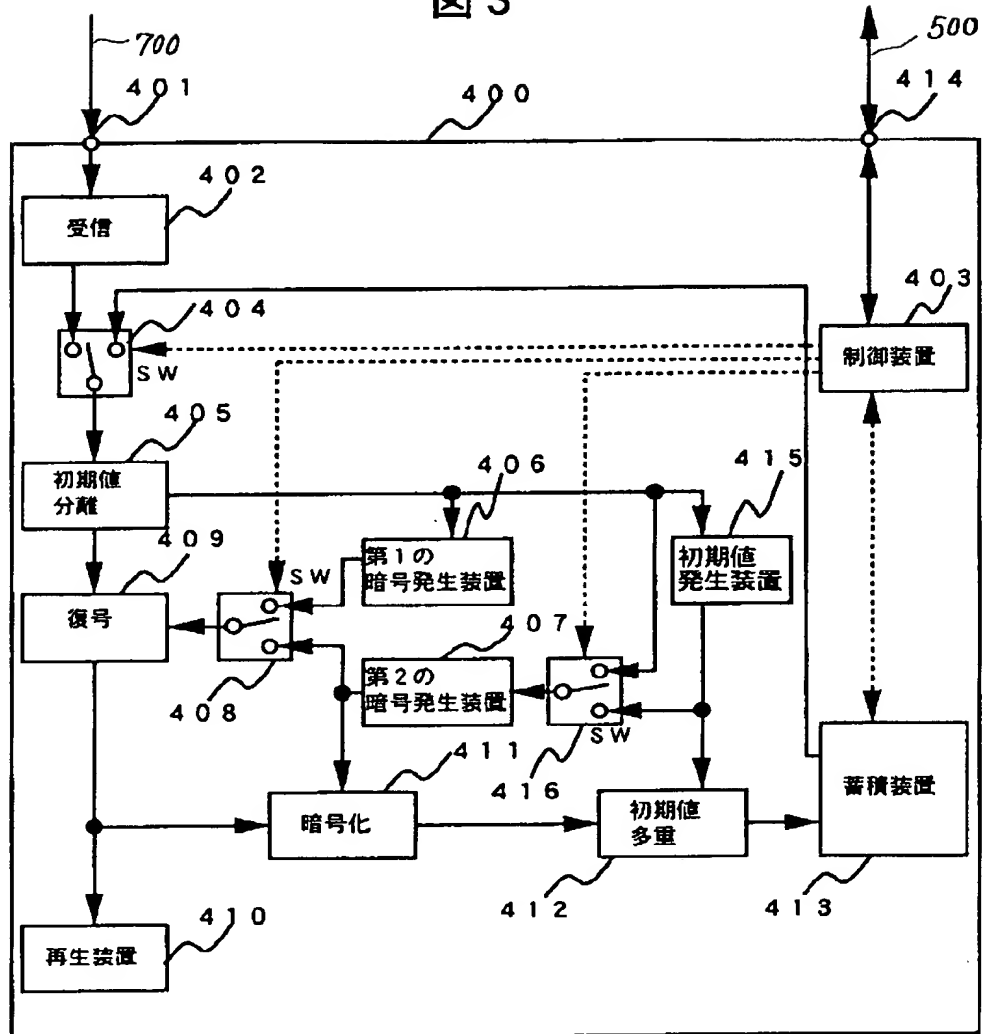 図3
700
500
401
400
414
402
受信
403
404
制御装置
SW
405
初期値
分離
406
415
409
第1の
暗号発生装置
初期値
発生装置
SW
復号
407
第2の
暗号発生装置
408
SW
411
416
蓄積装置
暗号化
初期値
多重
412
413
410
再生装置